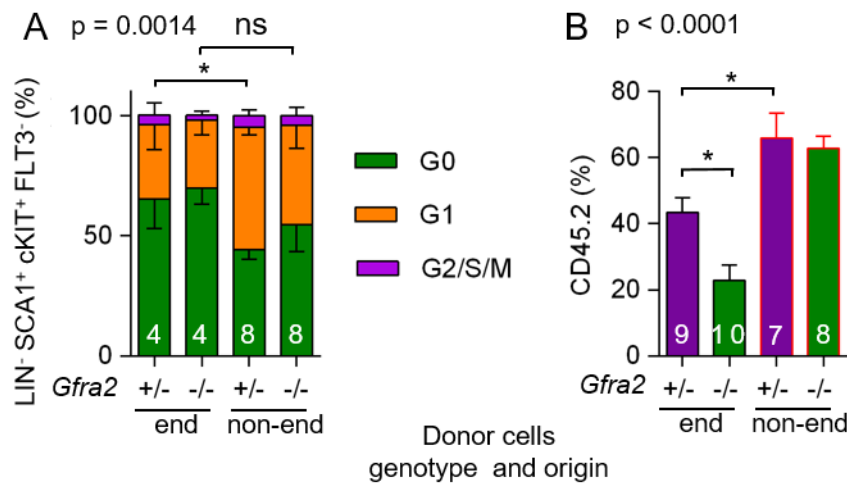 A p = 0.0014
ns
*
LIN- SCA1+ cKIT+ FLT3- (%)
100
50
0
4 4 8 8
Gfra2 +/- -/- +/- -/-
end non-end
G0
G1
G2/S/M
Donor cells
genotype and origin
B p < 0.0001
*
*
CD45.2 (%)
80
60
40
20
0
9 10 7 8
Gfra2 +/- -/- +/- -/-
end non-end